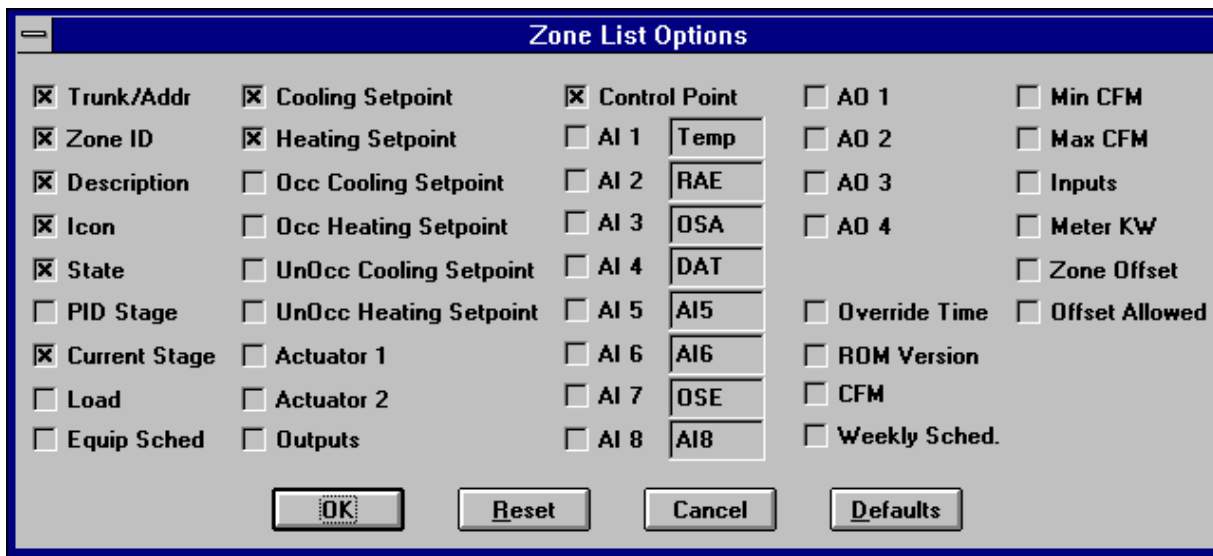 Zone List Options
Trunk/Addr Cooling Setpoint Control Point AO 1 Min CFM
Zone ID Heating Setpoint AI 1 Temp AO 2 Max CFM
Description Occ Cooling Setpoint AI 2 RAE AO 3 Inputs
Icon Occ Heating Setpoint AI 3 OSA AO 4 Meter KW
State UnOcc Cooling Setpoint AI 4 DAT Zone Offset
PID Stage UnOcc Heating Setpoint AI 5 AI5 Override Time Offset Allowed
Current Stage Actuator 1 AI 6 AI6 ROM Version
Load Actuator 2 AI 7 OSE CFM
Equip Sched Outputs AI 8 AI8 Weekly Sched.
OK Reset Cancel Defaults